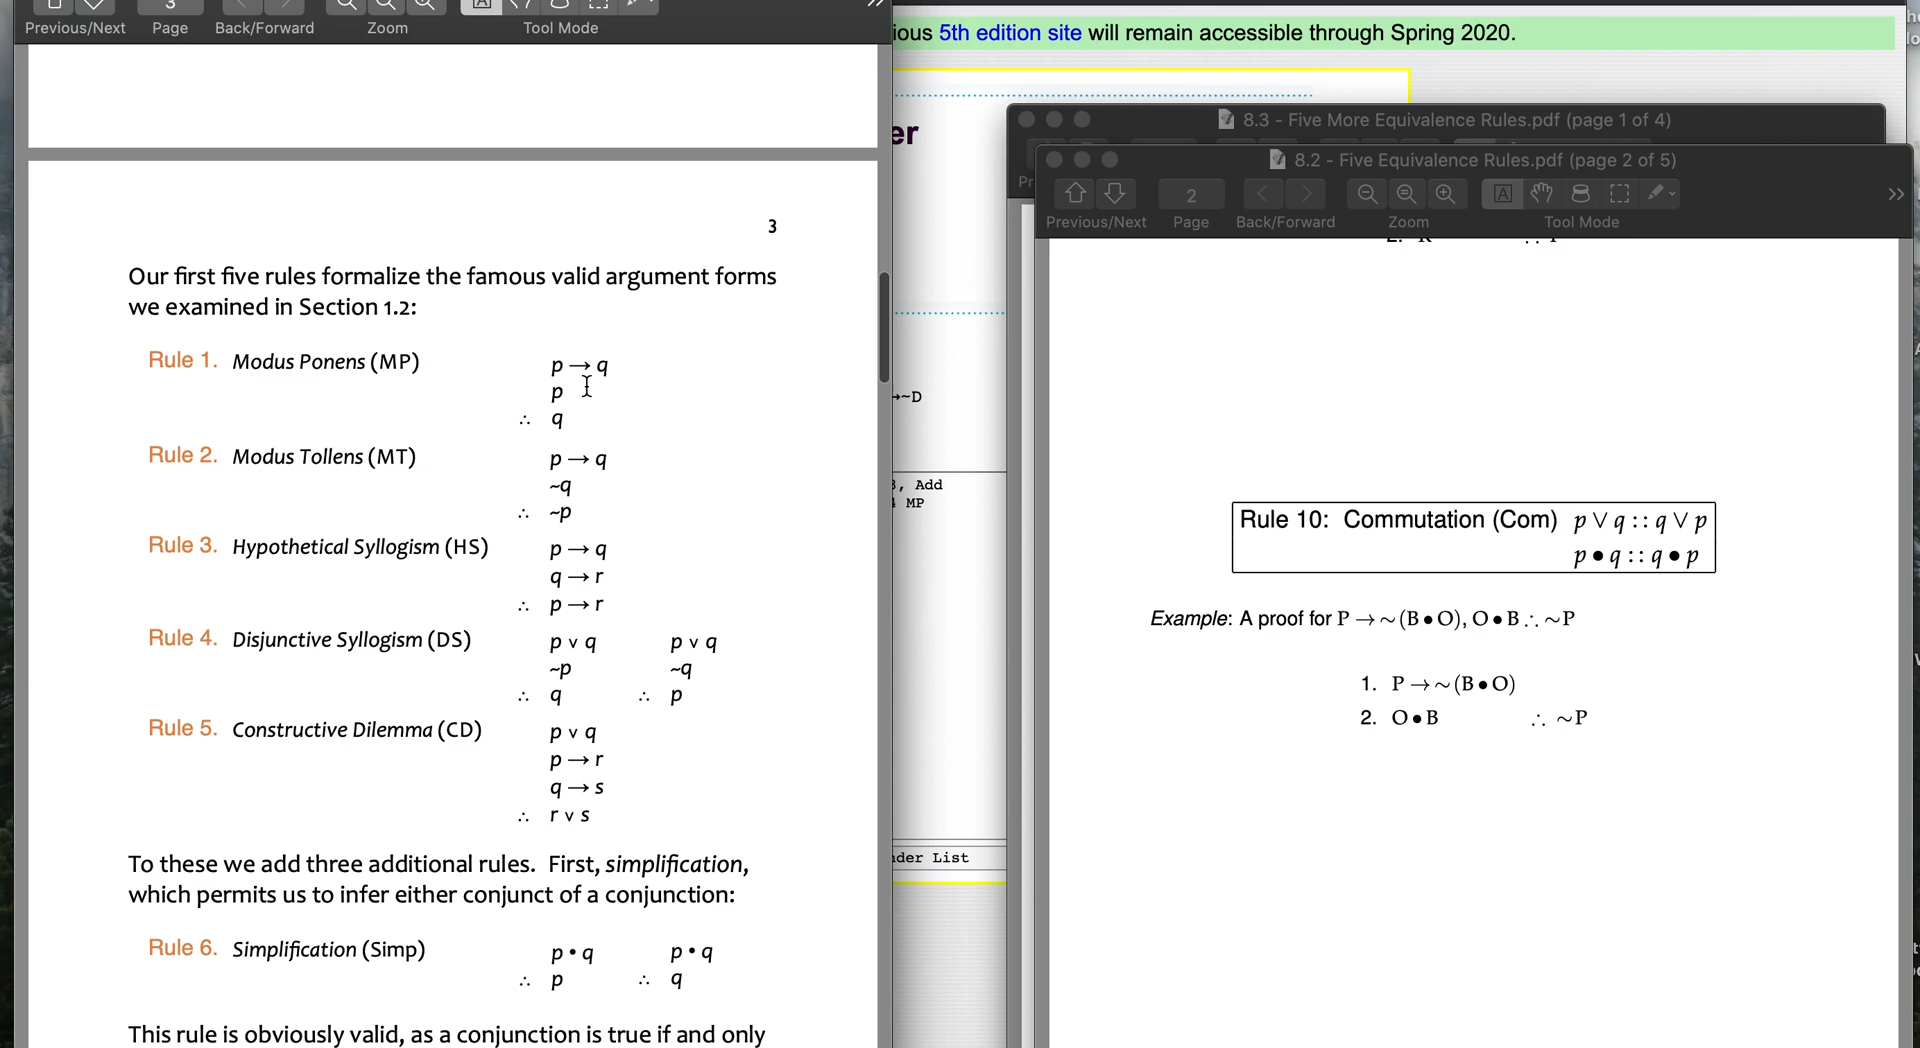 Previous/Next
Page
Back/Forward
Zoom
Tool Mode
3
3
Our first five rules formalize the famous valid argument forms
we examined in Section 1.2:
Rule 1. Modus Ponens (MP) p → q
p
∴ q
Rule 2. Modus Tollens (MT) p → q
~q
∴ ~p
Rule 3. Hypothetical Syllogism (HS) p → q
q → r
∴ p → r
Rule 4. Disjunctive Syllogism (DS) p v q p v q
~p ~q
∴ q ∴ p
Rule 5. Constructive Dilemma (CD) p v q
p → r
q → s
∴ r v s
To these we add three additional rules. First, simplification,
which permits us to infer either conjunct of a conjunction:
Rule 6. Simplification (Simp) p • q p • q
∴ p ∴ q
This rule is obviously valid, as a conjunction is true if and only
5th edition site will remain accessible through Spring 2020.
er
→~D
, Add
MP
der List
8.3 - Five More Equivalence Rules.pdf (page 1 of 4)
8.2 - Five Equivalence Rules.pdf (page 2 of 5)
2
Previous/Next
Page
Back/Forward
Zoom
Tool Mode
Rule 10: Commutation (Com) p ∨ q :: q ∨ p
p • q :: q • p
Example: A proof for P → ~(B • O), O • B ∴ ~P
1. P → ~(B • O)
2. O • B ∴ ~P